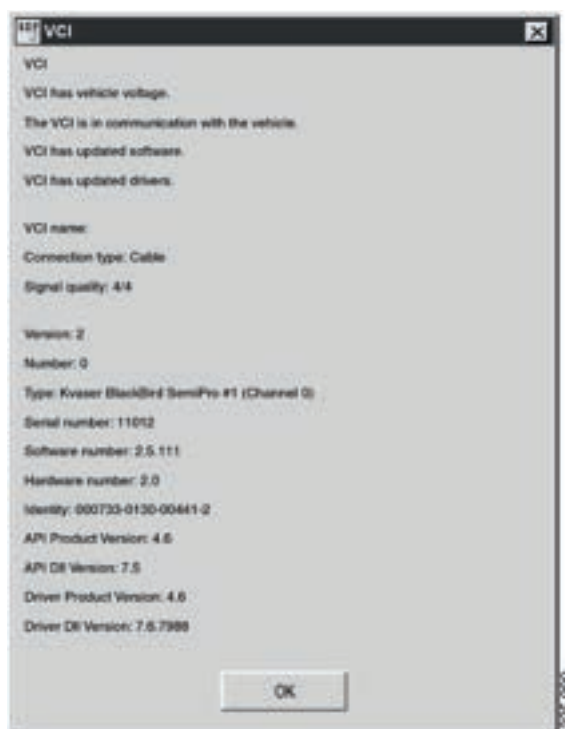 VCI
VCI
VCI has vehicle voltage.
The VCI is in communication with the vehicle.
VCI has updated software.
VCI has updated drivers.
VCI name:
Connection type: Cable
Signal quality: 4/4
Version: 2
Number: 0
Type: Kvaser BlackBird SemiPro #1 (Channel 0)
Serial number: 11012
Software number: 2.5.111
Hardware number: 2.0
Identity: 000733-0130-00441-2
API Product Version: 4.6
API Dll Version: 7.5
Driver Product Version: 4.6
Driver Dll Version: 7.6.7988
OK